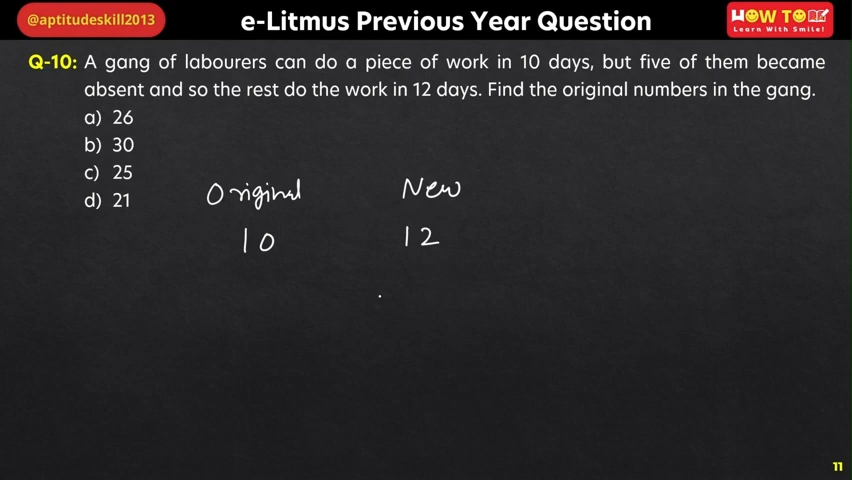 @aptitudeskill2013
e-Litmus Previous Year Question
HOW TO
Learn With Smile!
Q-10: A gang of labourers can do a piece of work in 10 days, but five of them became
absent and so the rest do the work in 12 days. Find the original numbers in the gang.
a) 26
b) 30
c) 25
d) 21
Original New
10 12
11